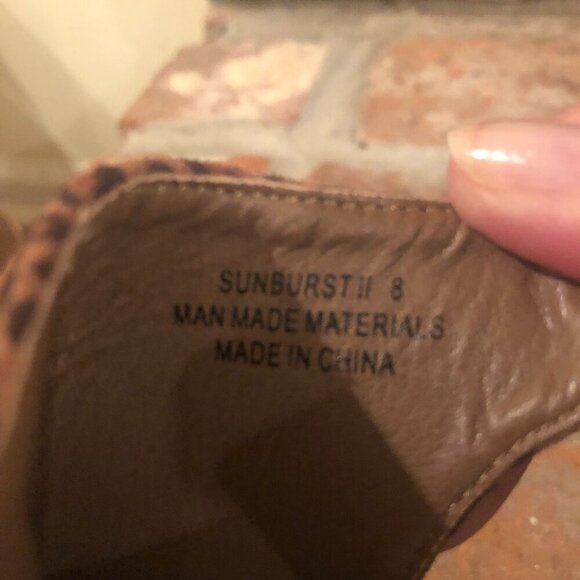 SUNBURST II 8
MAN MADE MATERIALS
MADE IN CHINA